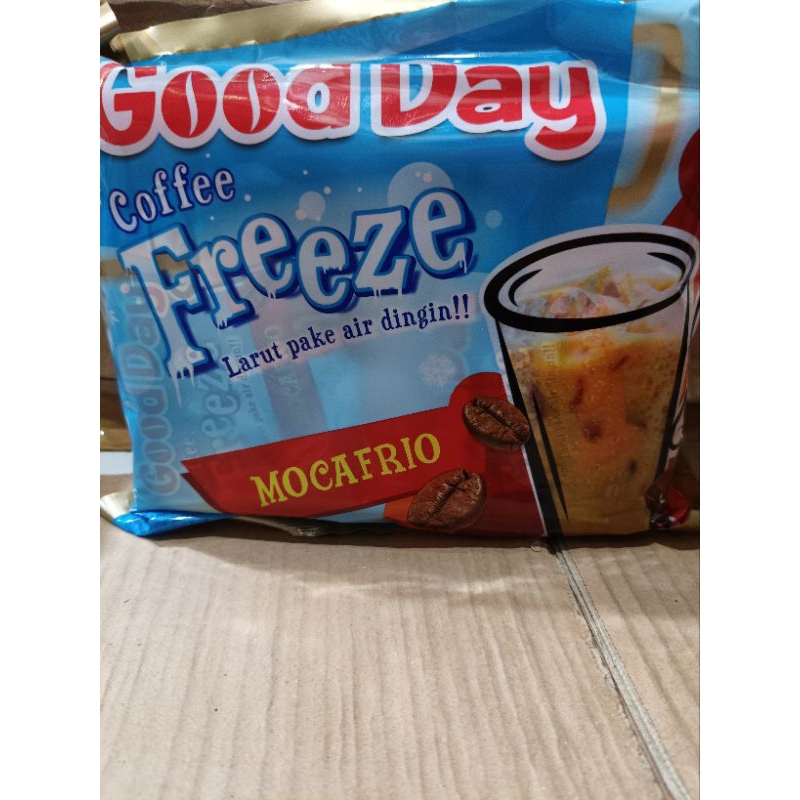 Good Day
Coffee
Freeze
Larut pake air dingin!!
MOCAFRIO